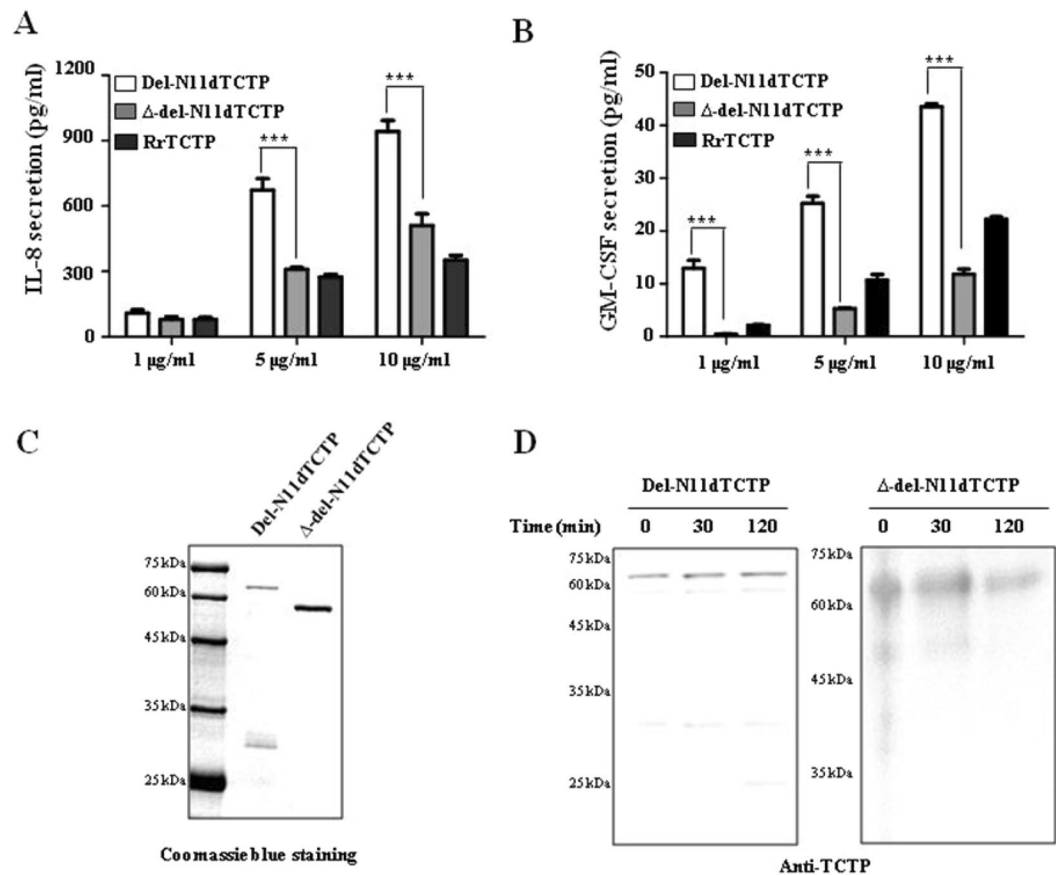 A
IL-8 secretion (pg/ml)
1200
900
600
300
0
Del-N11dTCTP
Δ-del-N11dTCTP
RrTCTP
***
***
1 µg/ml 5 µg/ml 10 µg/ml
B
GM-CSF secretion (pg/ml)
50
40
30
20
10
0
Del-N11dTCTP
Δ-del-N11dTCTP
RrTCTP
***
***
***
1 µg/ml 5 µg/ml 10 µg/ml
C
Del-N11dTCTP
Δ-del-N11dTCTP
75kDa
60kDa
45kDa
35kDa
25kDa
Coomassie blue staining
D
Del-N11dTCTP
Time (min) 0 30 120
75kDa
60kDa
45kDa
35kDa
25kDa
Δ-del-N11dTCTP
0 30 120
75kDa
60kDa
45kDa
35kDa
Anti-TCTP